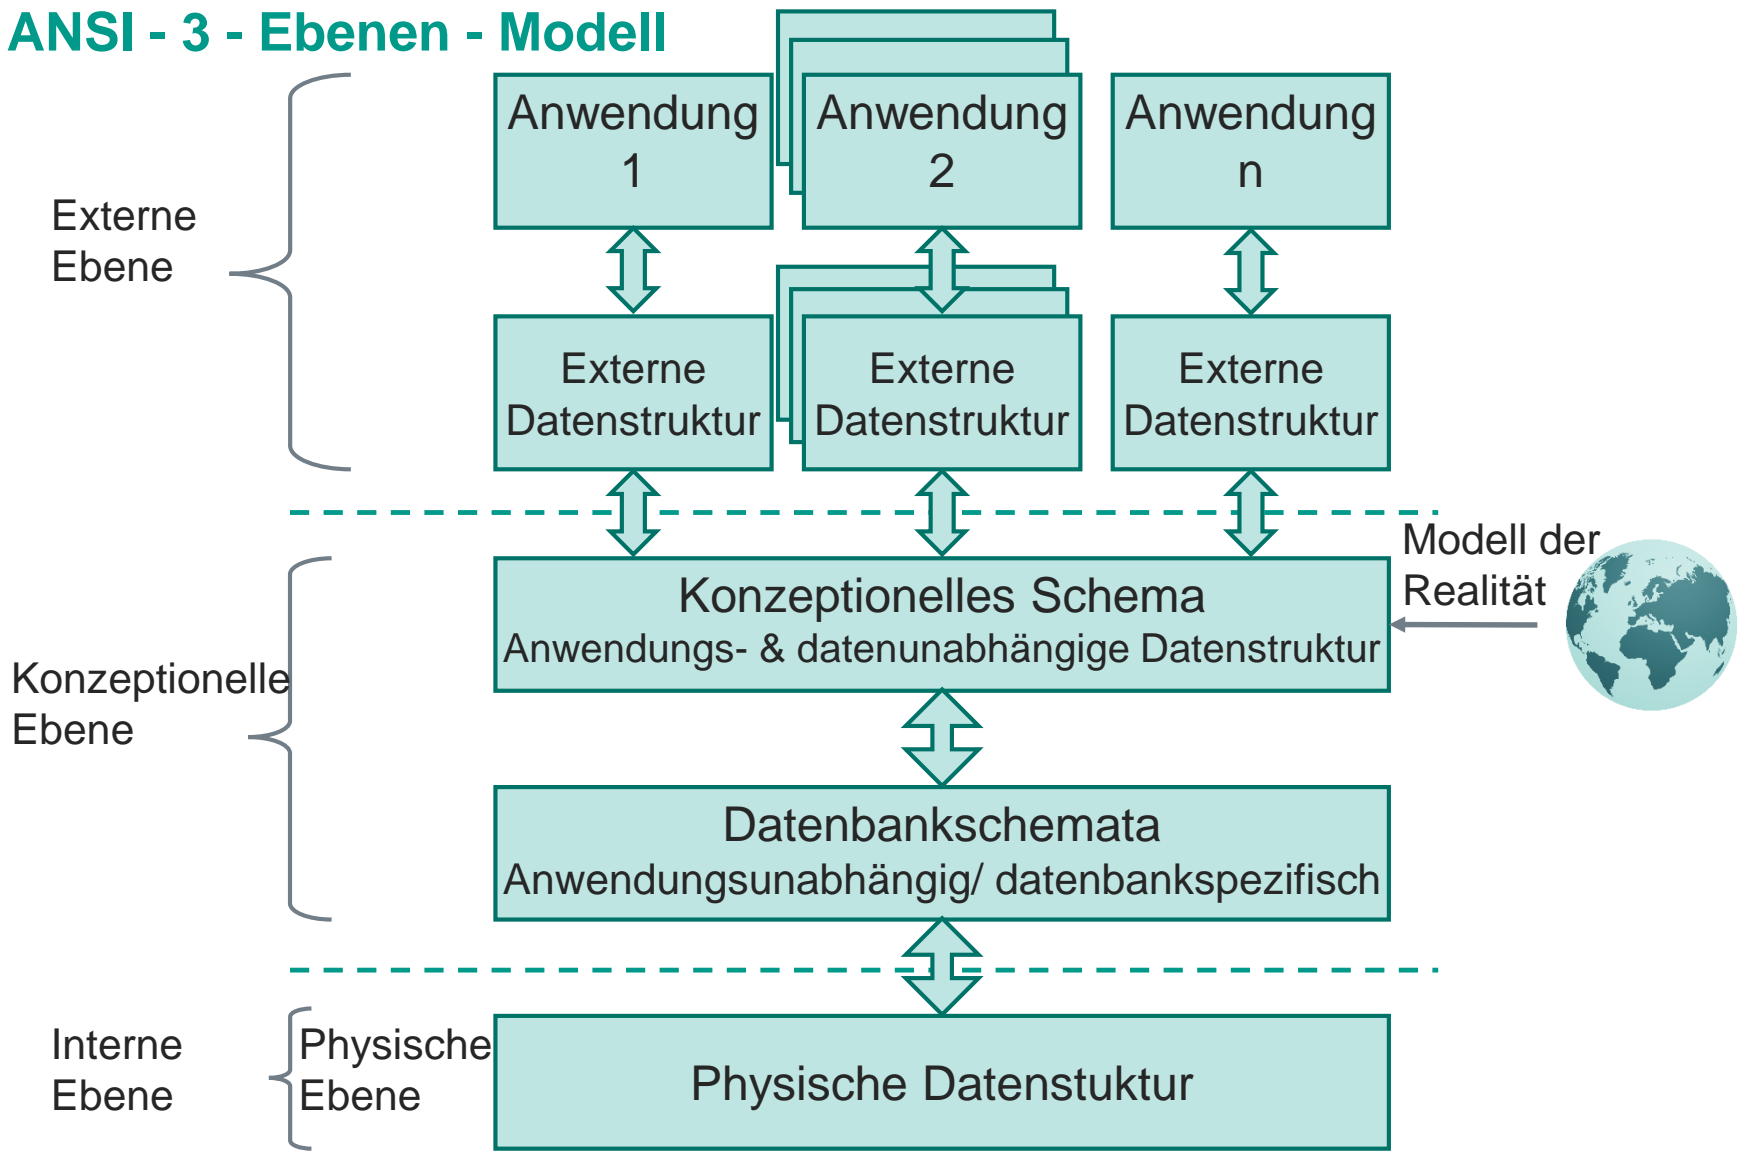 ANSI - 3 - Ebenen - Modell
Externe
Ebene
Anwendung
1
Anwendung
2
Anwendung
n
Externe
Datenstruktur
Externe
Datenstruktur
Externe
Datenstruktur
Modell der
Realität
Konzeptionelle
Ebene
Konzeptionelles Schema
Anwendungs- & datenunabhängige Datenstruktur
Datenbankschemata
Anwendungsunabhängig/ datenbankspezifisch
Interne
Ebene
Physische
Ebene
Physische Datenstuktur